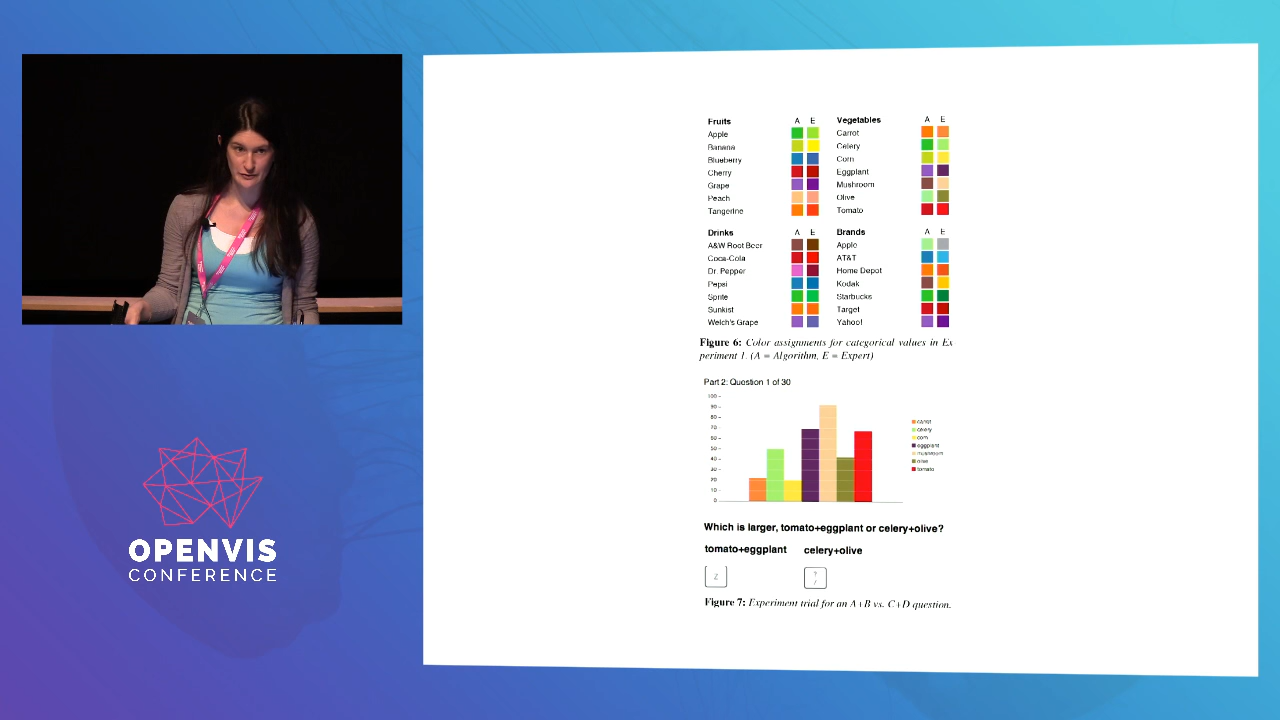 Fruits A E
Apple
Banana
Blueberry
Cherry
Grape
Peach
Tangerine
Vegetables A E
Carrot
Celery
Corn
Eggplant
Mushroom
Olive
Tomato
Drinks A E
A&W Root Beer
Coca-Cola
Dr. Pepper
Pepsi
Sprite
Sunkist
Welch's Grape
Brands A E
Apple
AT&T
Home Depot
Kodak
Starbucks
Target
Yahoo!
Figure 6: Color assignments for categorical values in Ex
periment 1. (A = Algorithm, E = Expert)
Part 2: Question 1 of 30
100
90
80
70
60
50
40
30
20
10
0
carrot
celery
corn
eggplant
mushroom
olive
tomato
Which is larger, tomato+eggplant or celery+olive?
tomato+eggplant celery+olive
z ? /
Figure 7: Experiment trial for an A+B vs. C+D question.
OPENVIS
CONFERENCE